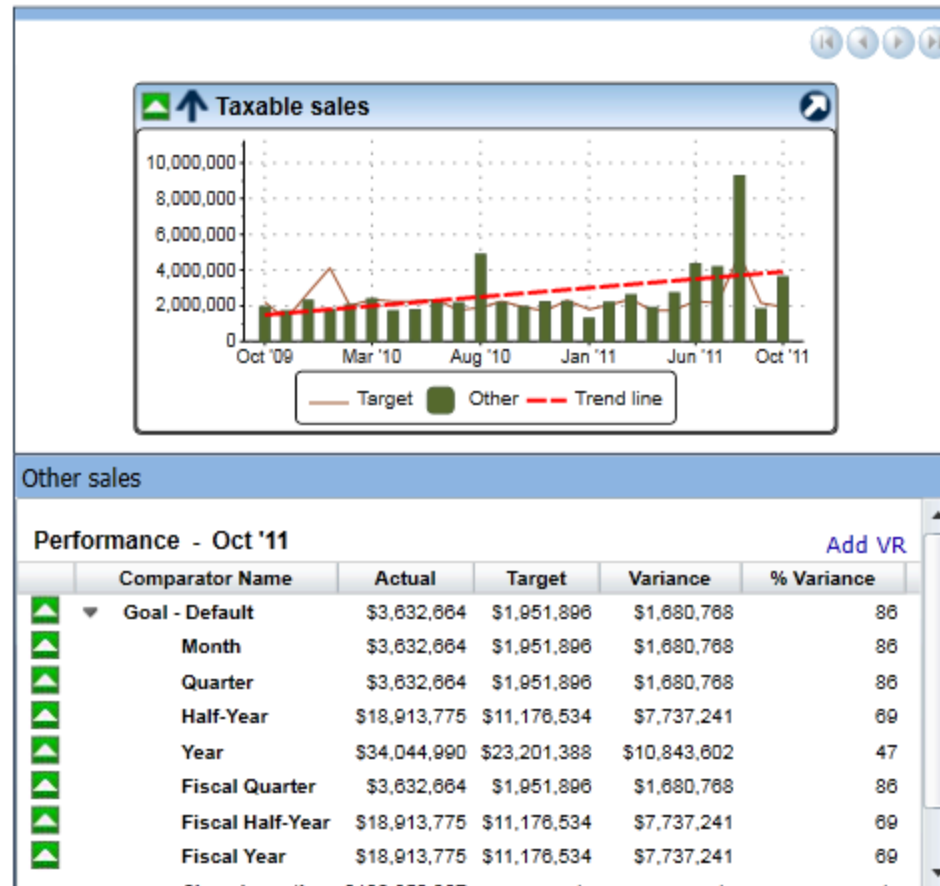 Taxable sales
10,000,000
8,000,000
6,000,000
4,000,000
2,000,000
0
Oct '09 Mar '10 Aug '10 Jan '11 Jun '11 Oct '11
Target Other Trend line
Other sales
Performance - Oct '11
Add VR
Comparator Name Actual Target Variance % Variance
Goal - Default $3,632,664 $1,951,896 $1,680,768 86
Month $3,632,664 $1,951,896 $1,680,768 86
Quarter $3,632,664 $1,951,896 $1,680,768 86
Half-Year $18,913,775 $11,176,534 $7,737,241 69
Year $34,044,990 $23,201,388 $10,843,602 47
Fiscal Quarter $3,632,664 $1,951,896 $1,680,768 86
Fiscal Half-Year $18,913,775 $11,176,534 $7,737,241 69
Fiscal Year $18,913,775 $11,176,534 $7,737,241 69